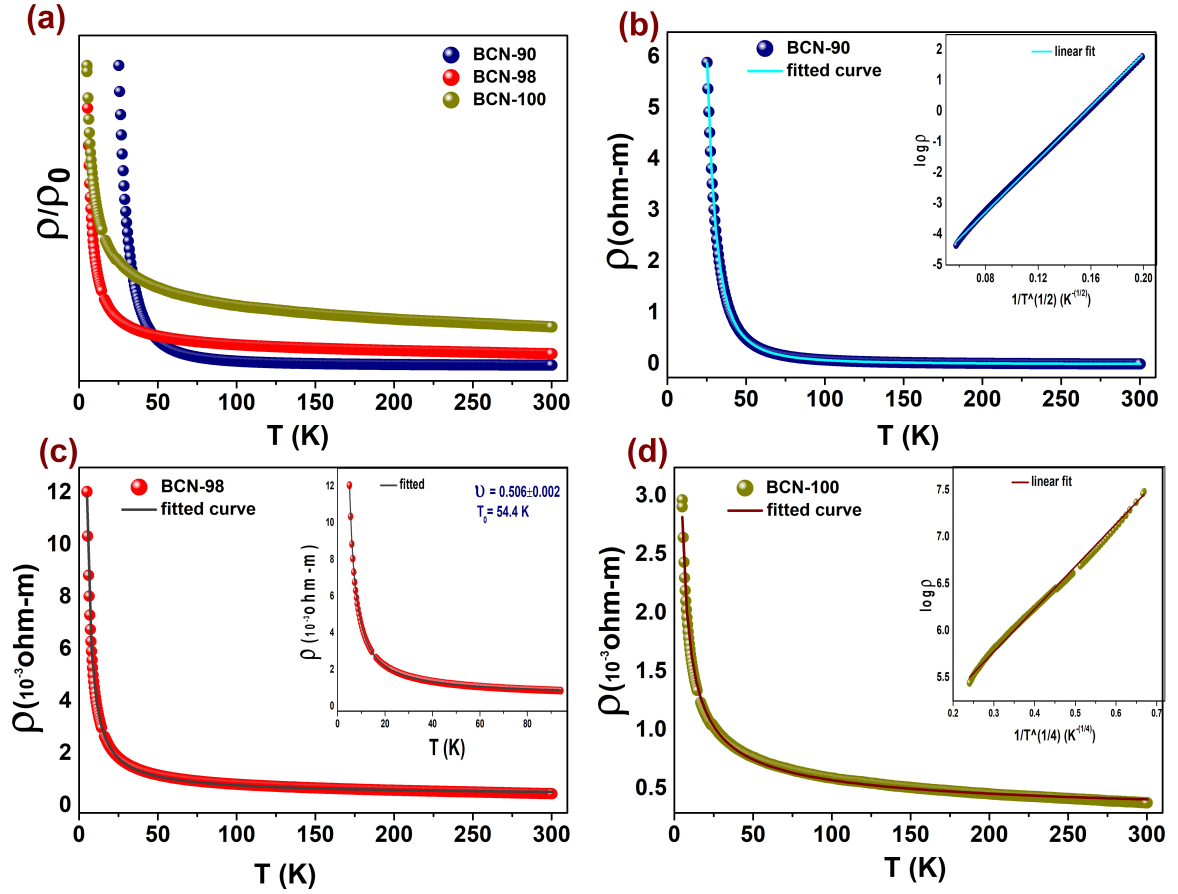 (a)
BCN-90
BCN-98
BCN-100
ρ/ρ0
0 50 100 150 200 250 300
T (K)
(b)
6
5
4
3
2
1
0
ρ(ohm-m)
BCN-90
fitted curve
0 50 100 150 200 250 300
T (K)
linear fit
2
1
0
-1
-2
-3
-4
-5
logρ
0.08 0.12 0.16 0.20
1/T^(1/2) (K-(1/2))
(c)
12
10
8
6
4
2
0
ρ(10-3ohm-m)
BCN-98
fitted curve
0 50 100 150 200 250 300
T (K)
fitted
υ = 0.506±0.002
T0= 54.4 K
12
10
8
6
4
2
0
ρ (10-3ohm-m)
0 20 40 60 80
T (K)
(d)
3.0
2.5
2.0
1.5
1.0
0.5
ρ(10-3ohm-m)
BCN-100
fitted curve
0 50 100 150 200 250 300
T (K)
linear fit
7.5
7.0
6.5
6.0
5.5
logρ
0.2 0.3 0.4 0.5 0.6 0.7
1/T^(1/4) (K-(1/4))